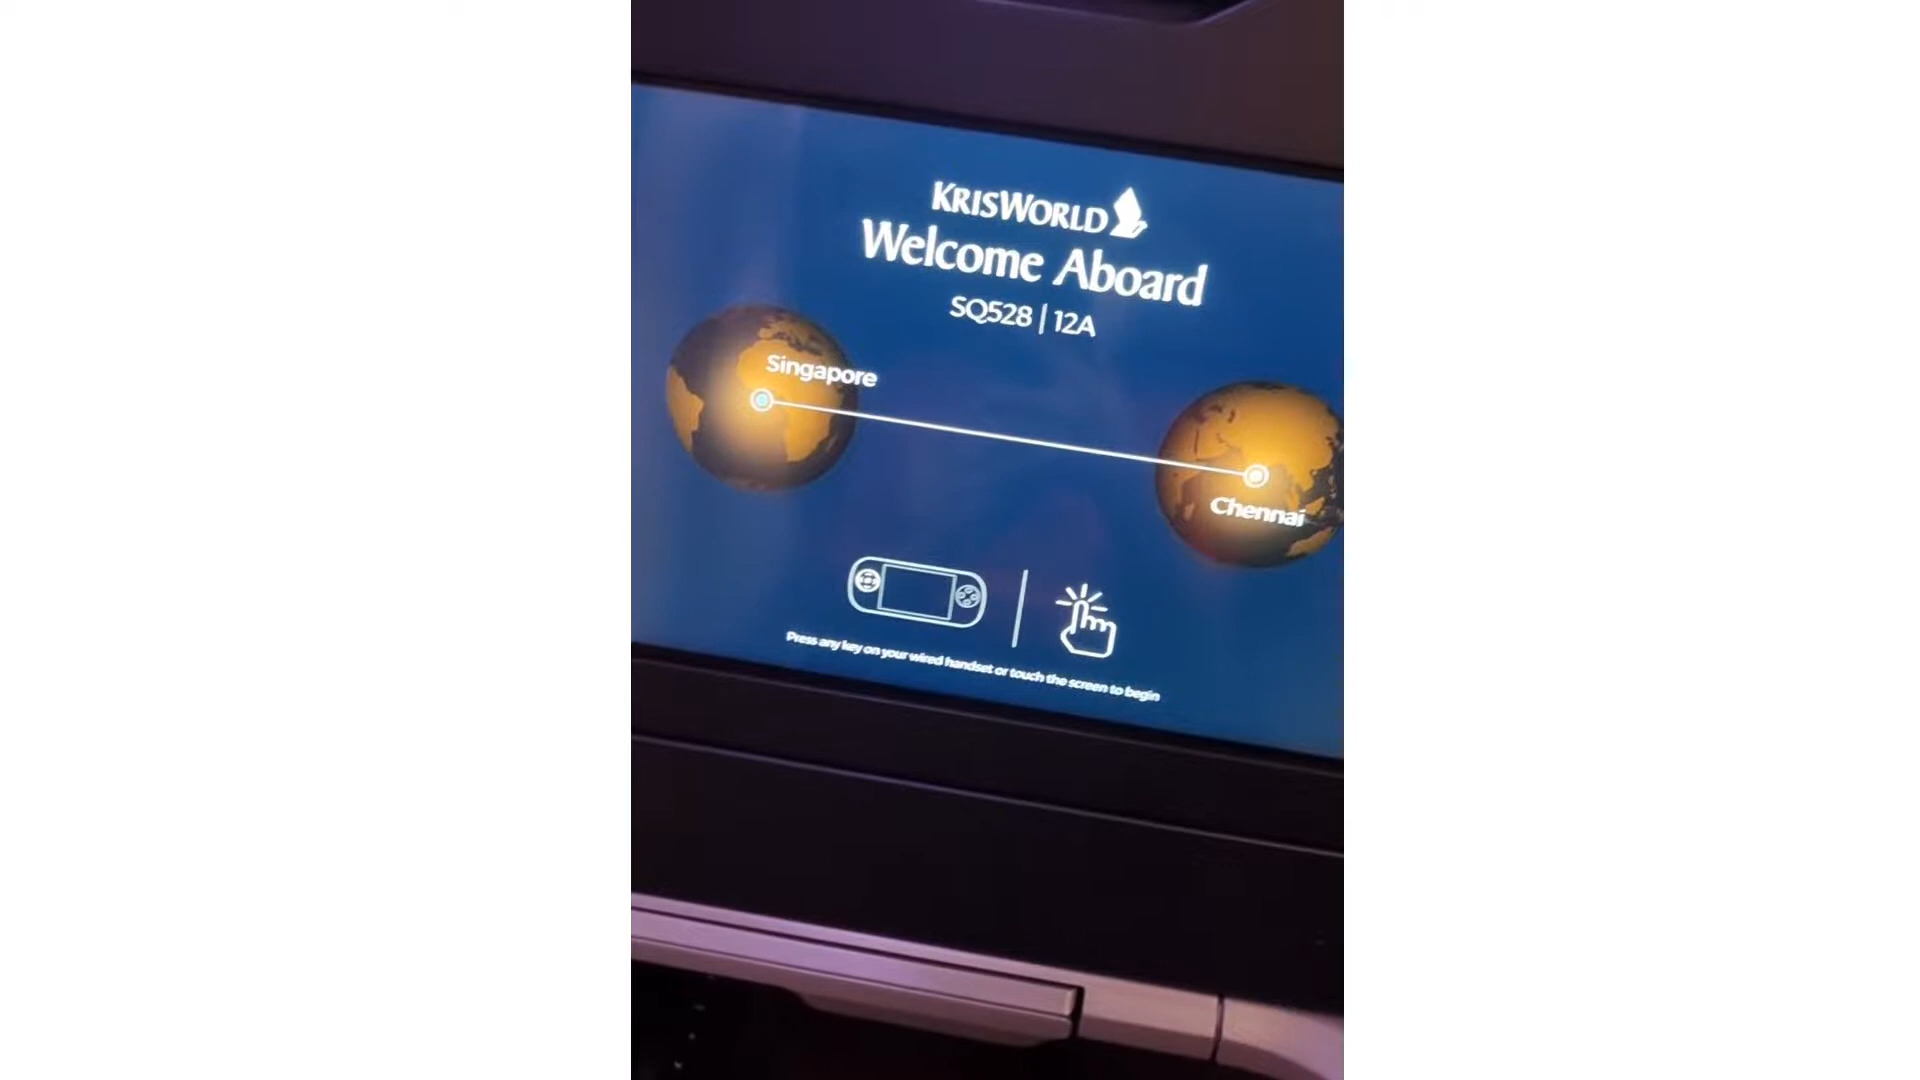 KRISWORLD
Welcome Aboard
SQ528 | 12A
Singapore
Chennai
Press any key on your wired handset or touch the screen to begin